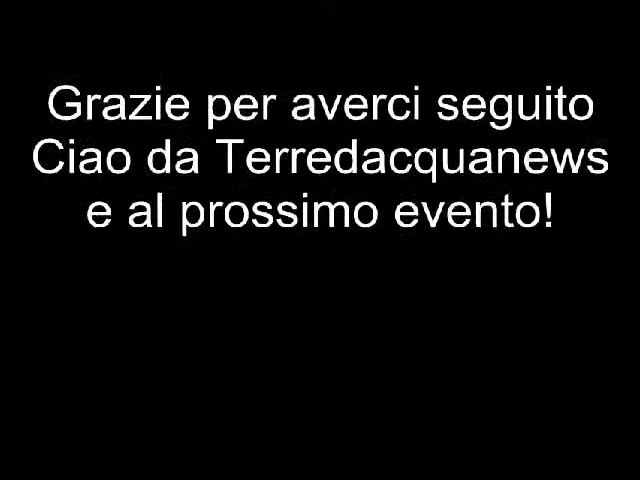 Grazie per averci seguito
Ciao da Terredacquanews
e al prossimo evento!